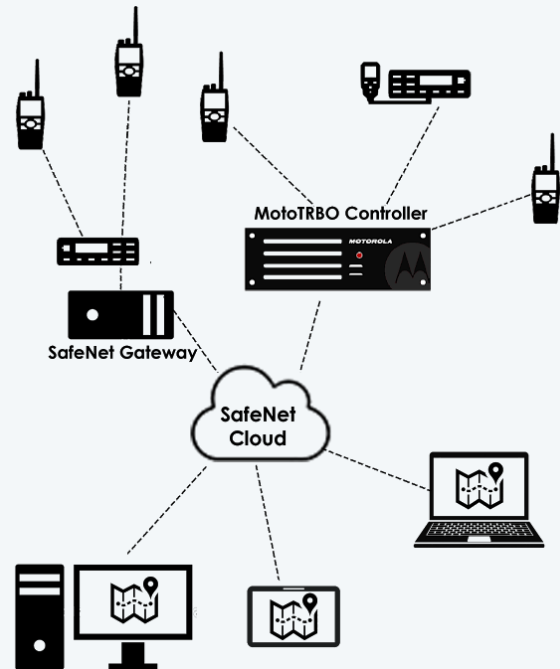 MotoTRBO Controller
MOTOROLA
SafeNet Gateway
SafeNet
Cloud